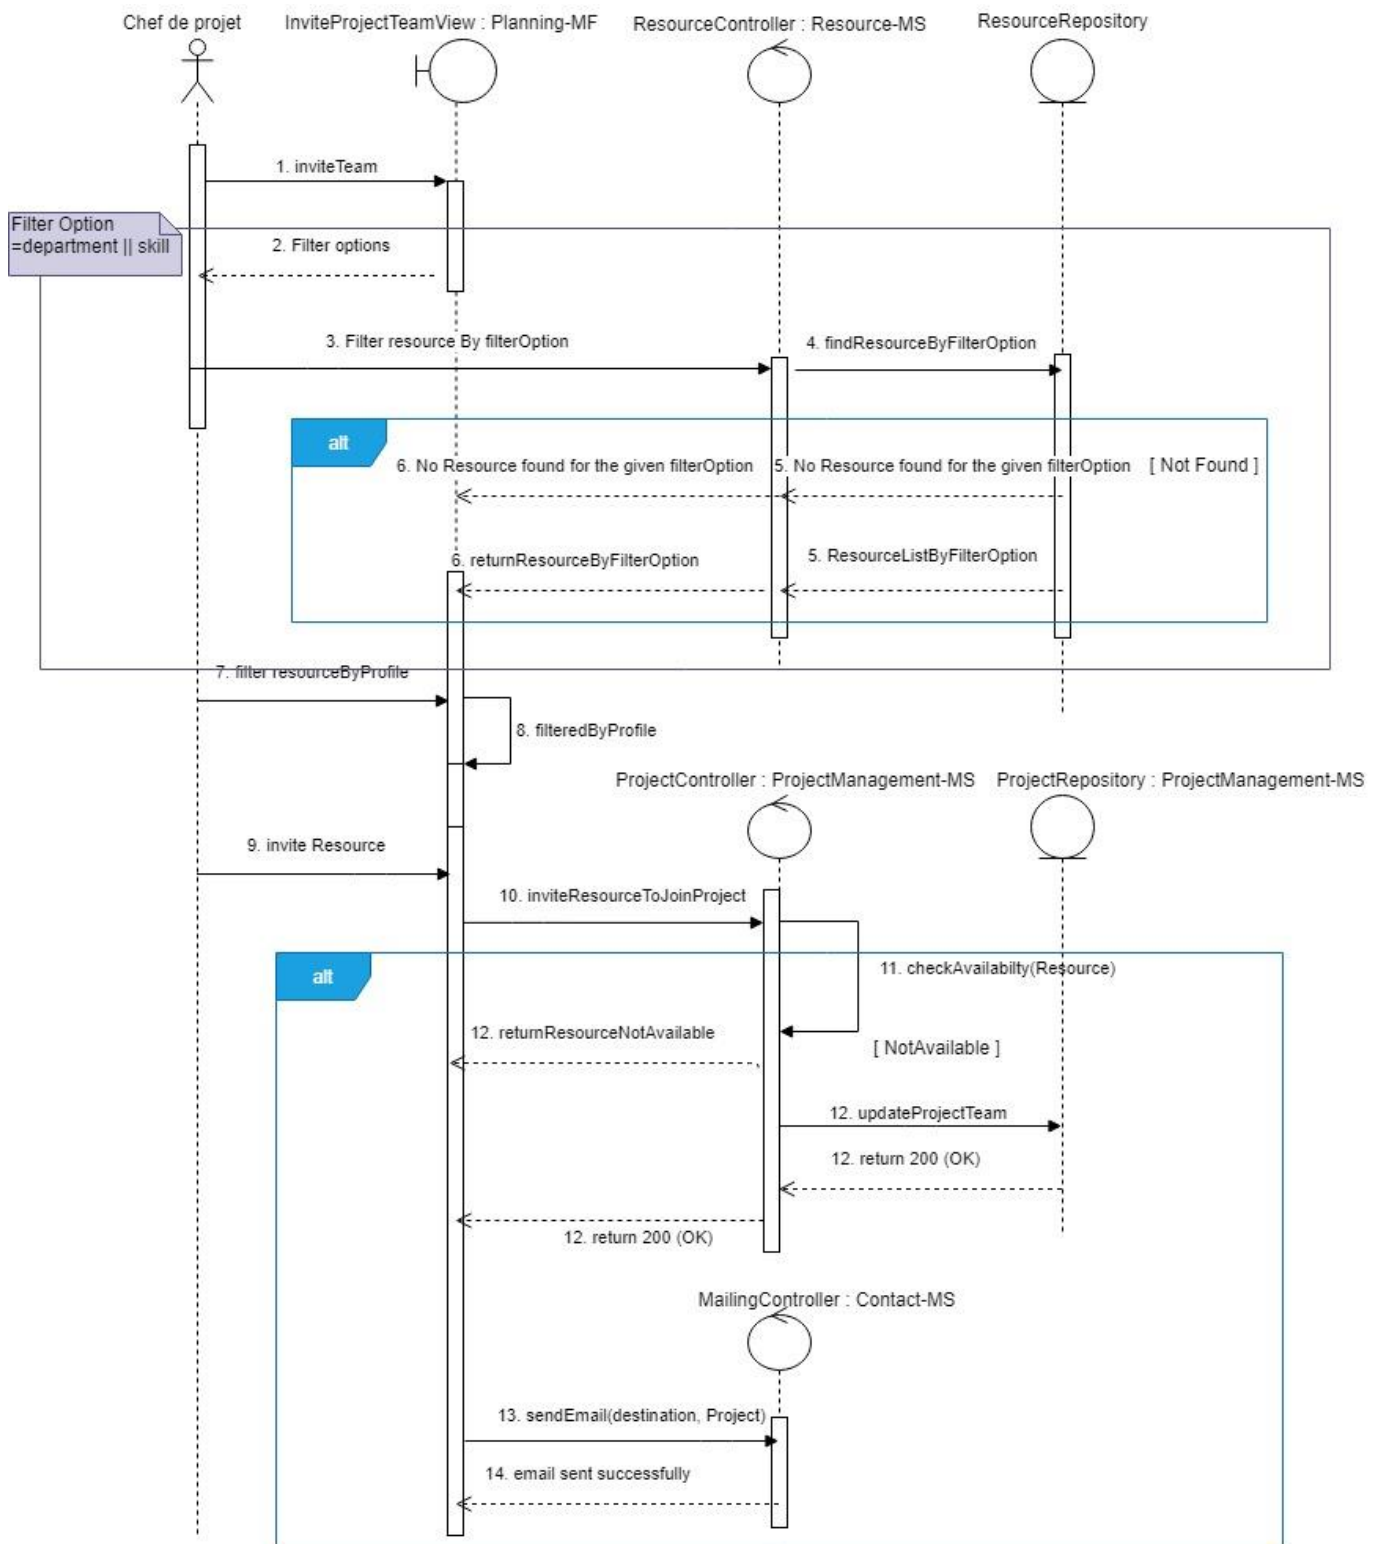 Chef de projet
InviteProjectTeamView : Planning-MF
ResourceController : Resource-MS
ResourceRepository
1. inviteTeam
Filter Option
=department || skill
2. Filter options
3. Filter resource By filterOption
4. findResourceByFilterOption
alt
6. No Resource found for the given filterOption
5. No Resource found for the given filterOption
[ Not Found ]
6. returnResourceByFilterOption
5. ResourceListByFilterOption
7. filter resourceByProfile
8. filteredByProfile
ProjectController : ProjectManagement-MS
ProjectRepository : ProjectManagement-MS
9. invite Resource
10. inviteResourceToJoinProject
alt
11. checkAvailabilty(Resource)
12. returnResourceNotAvailable
[ NotAvailable ]
12. updateProjectTeam
12. return 200 (OK)
12. return 200 (OK)
MailingController : Contact-MS
13. sendEmail(destination, Project)
14. email sent successfully